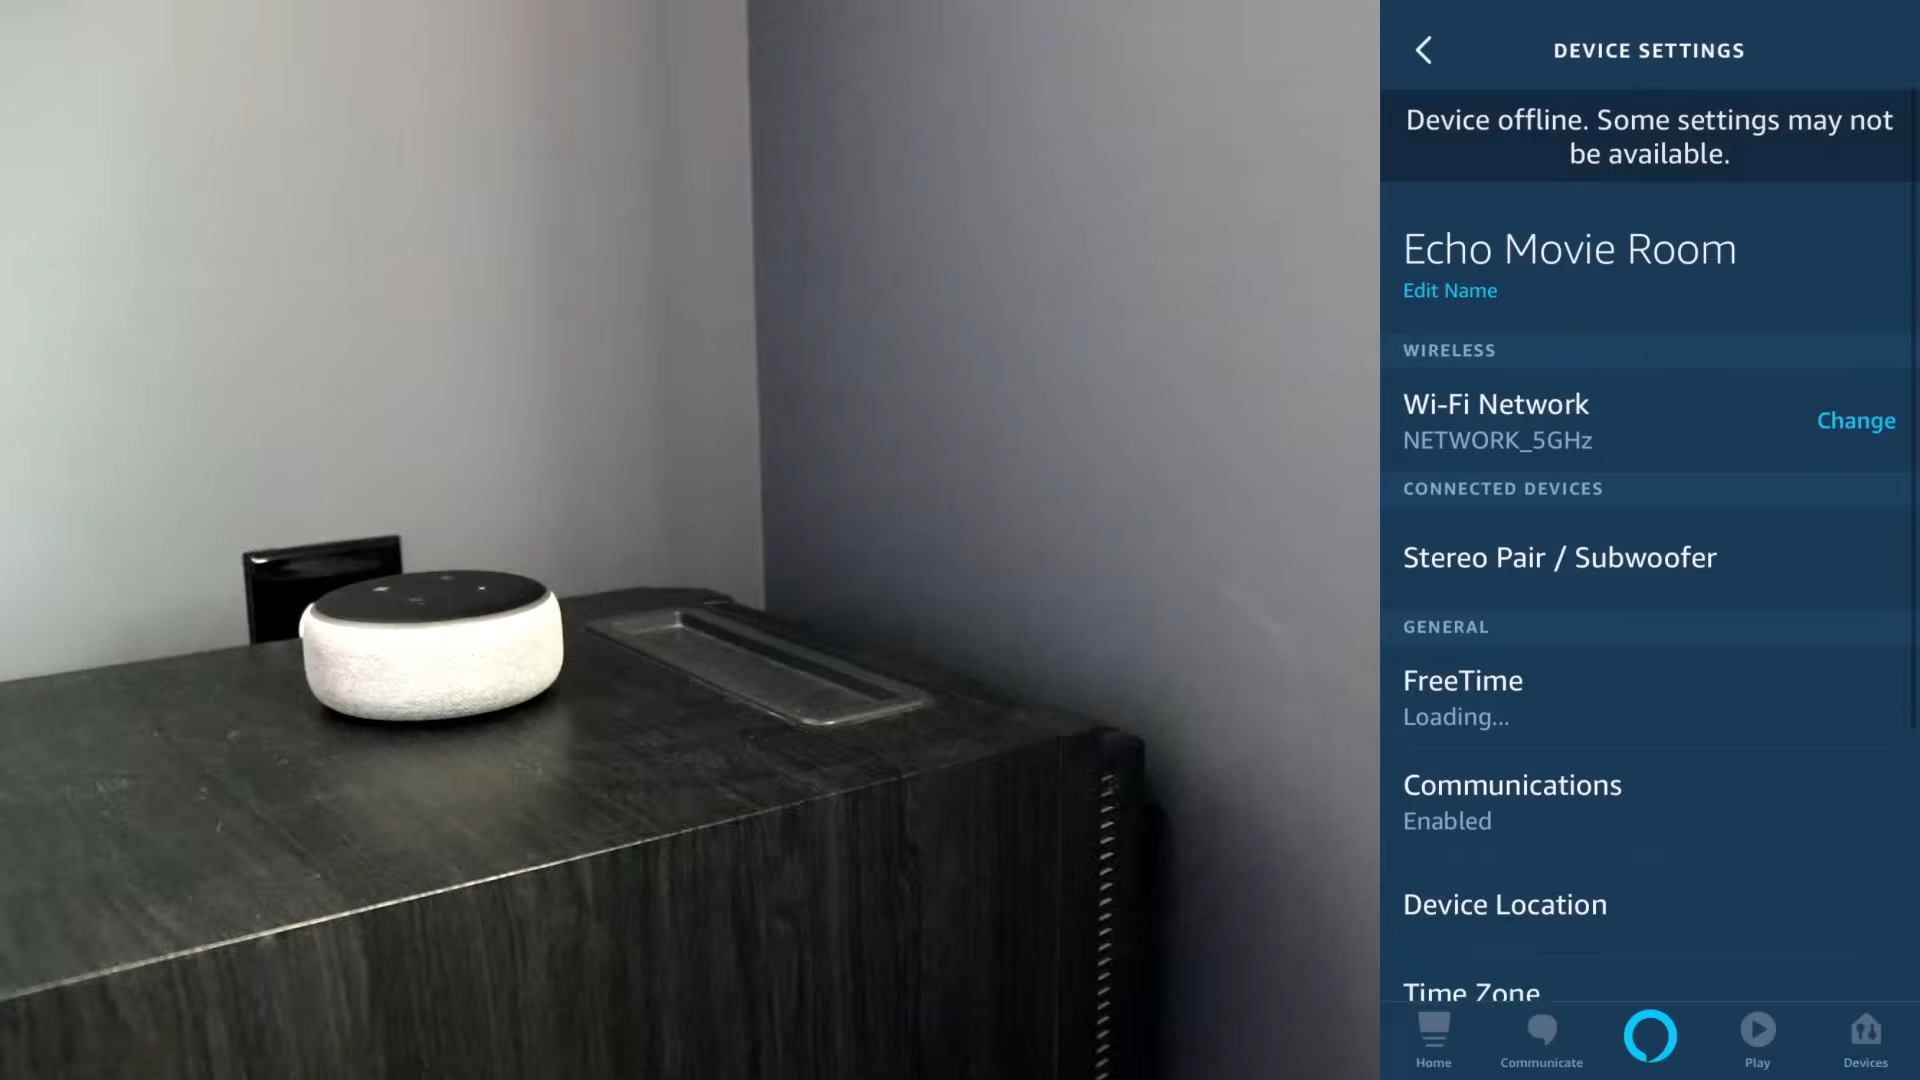 DEVICE SETTINGS
Device offline. Some settings may not
be available.
Echo Movie Room
Edit Name
WIRELESS
Wi-Fi Network
NETWORK_5GHz
Change
CONNECTED DEVICES
Stereo Pair / Subwoofer
GENERAL
FreeTime
Loading...
Communications
Enabled
Device Location
Time Zone
Home
Communicate
Play
Devices